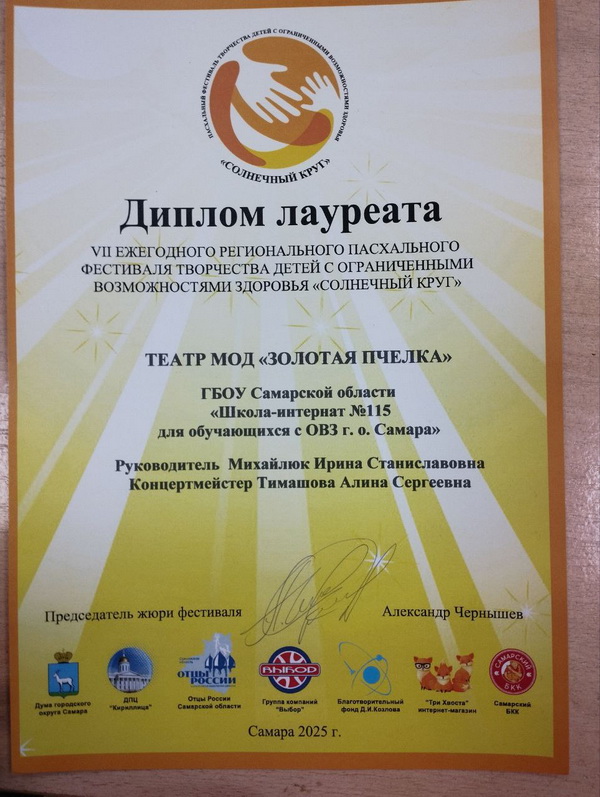 ПАСХАЛЬНЫЙ ФЕСТИВАЛЬ ТВОРЧЕСТВА ДЕТЕЙ С ОГРАНИЧЕННЫМИ ВОЗМОЖНОСТЯМИ ЗДОРОВЬЯ
«СОЛНЕЧНЫЙ КРУГ»
Диплом лауреата
VII ЕЖЕГОДНОГО РЕГИОНАЛЬНОГО ПАСХАЛЬНОГО
ФЕСТИВАЛЯ ТВОРЧЕСТВА ДЕТЕЙ С ОГРАНИЧЕННЫМИ
ВОЗМОЖНОСТЯМИ ЗДОРОВЬЯ «СОЛНЕЧНЫЙ КРУГ»
ТЕАТР МОД «ЗОЛОТАЯ ПЧЕЛКА»
ГБОУ Самарской области
«Школа-интернат №115
для обучающихся с ОВЗ г. о. Самара»
Руководитель Михайлюк Ирина Станиславовна
Концертмейстер Тимашова Алина Сергеевна
Председатель жюри фестиваля Александр Чернышев
ОТЦЫ
РОССИИ
ВЫБОР
САМАРСКИЙ
БКК
Дума городского
округа Самара
ДПЦ
"Кириллица"
Отцы России
Самарской области
Группа компаний
"Выбор"
Благотворительный
фонд Д.И.Козлова
"Три Хвоста"
интернет-магазин
Самарский
БКК
Самара 2025 г.